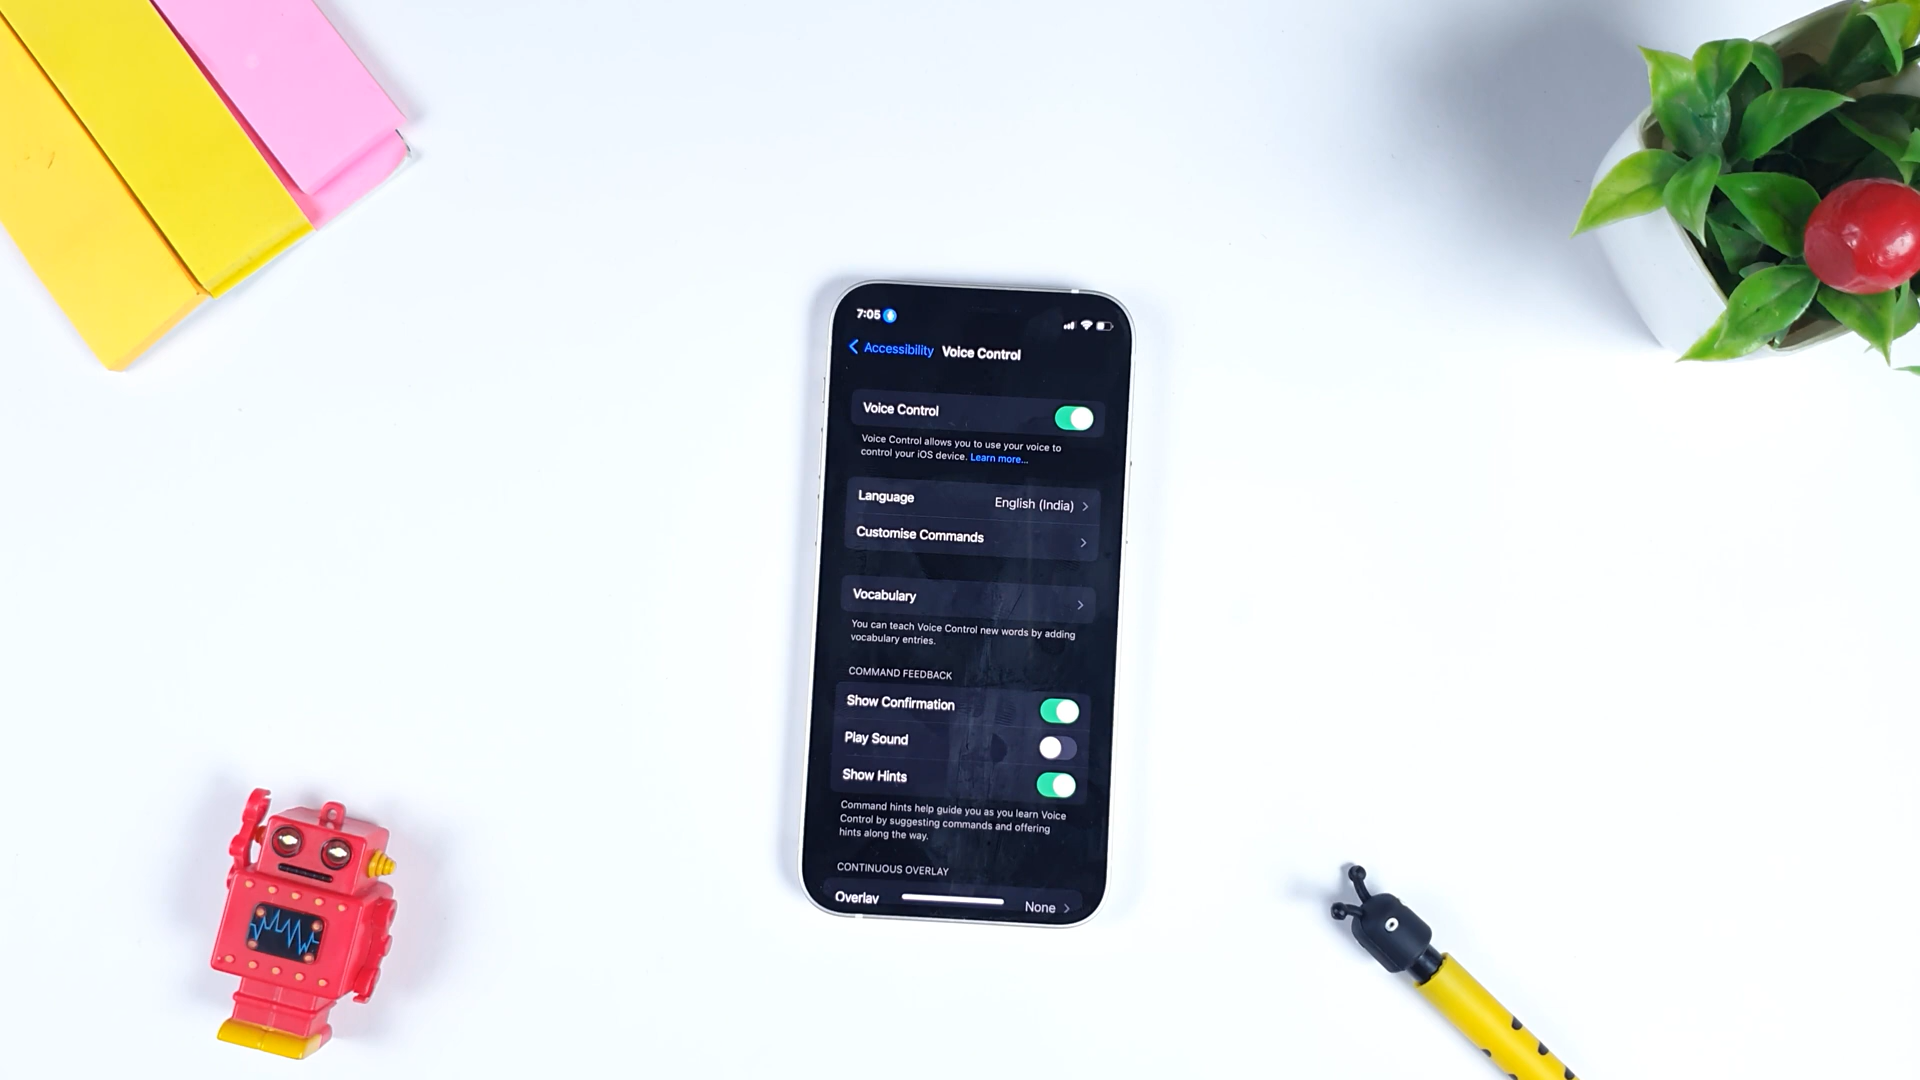 7:05
Accessibility Voice Control
Voice Control
Voice Control allows you to use your voice to
control your iOS device. Learn more...
Language English (India)
Customise Commands
Vocabulary
You can teach Voice Control new words by adding
vocabulary entries.
COMMAND FEEDBACK
Show Confirmation
Play Sound
Show Hints
Command hints help guide you as you learn Voice
Control by suggesting commands and offering
hints along the way.
CONTINUOUS OVERLAY
Overlay None